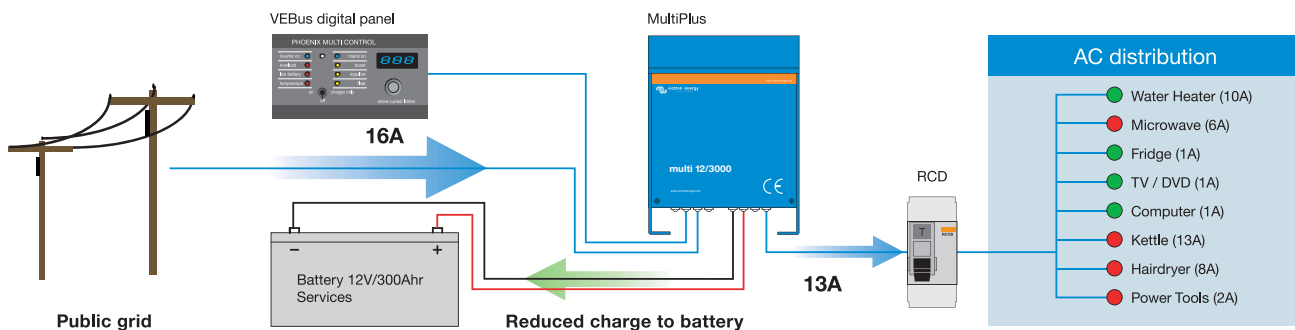 VEBus digital panel
PHOENIX MULTI CONTROL
inverter on
mains on
overload
boost
low battery
equalize
temperature
float
on
off
charger only
shore current limiter
16A
MultiPlus
victron energy
multi 12/3000
CE
13A
RCD
T
RCCB
AC distribution
Water Heater (10A)
Microwave (6A)
Fridge (1A)
TV / DVD (1A)
Computer (1A)
Kettle (13A)
Hairdryer (8A)
Power Tools (2A)
− +
Battery 12V/300Ahr
Services
Public grid
Reduced charge to battery